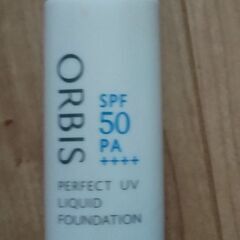 ORBIS
SPF
50
PA
++++
PERFECT UV
LIQUID
FOUNDATION